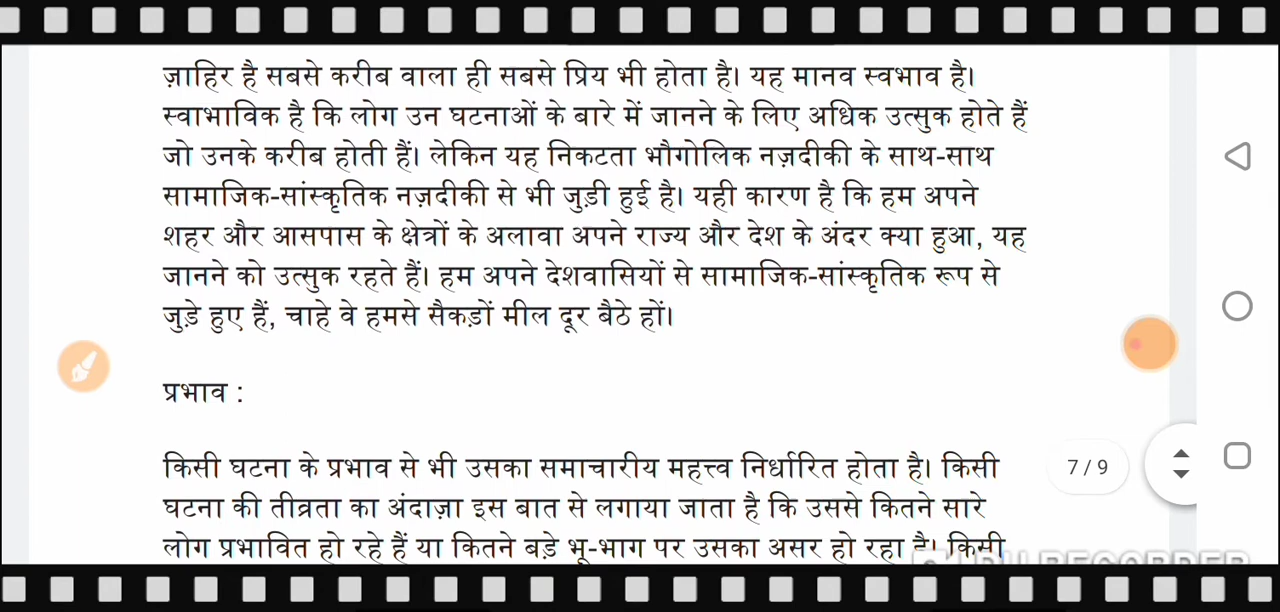 ज़ाहिर है सबसे करीब वाला ही सबसे प्रिय भी होता है। यह मानव स्वभाव है।
स्वाभाविक है कि लोग उन घटनाओं के बारे में जानने के लिए अधिक उत्सुक होते हैं
जो उनके करीब होती हैं। लेकिन यह निकटता भौगोलिक नज़दीकी के साथ-साथ
सामाजिक-सांस्कृतिक नज़दीकी से भी जुड़ी हुई है। यही कारण है कि हम अपने
शहर और आसपास के क्षेत्रों के अलावा अपने राज्य और देश के अंदर क्या हुआ, यह
जानने को उत्सुक रहते हैं। हम अपने देशवासियों से सामाजिक-सांस्कृतिक रूप से
जुड़े हुए हैं, चाहे वे हमसे सैकड़ों मील दूर बैठे हों।
प्रभाव :
किसी घटना के प्रभाव से भी उसका समाचारीय महत्त्व निर्धारित होता है। किसी
7 / 9
घटना की तीव्रता का अंदाज़ा इस बात से लगाया जाता है कि उससे कितने सारे
लोग प्रभावित हो रहे हैं या कितने बड़े भू-भाग पर उसका असर हो रहा है। किसी
RECORDER